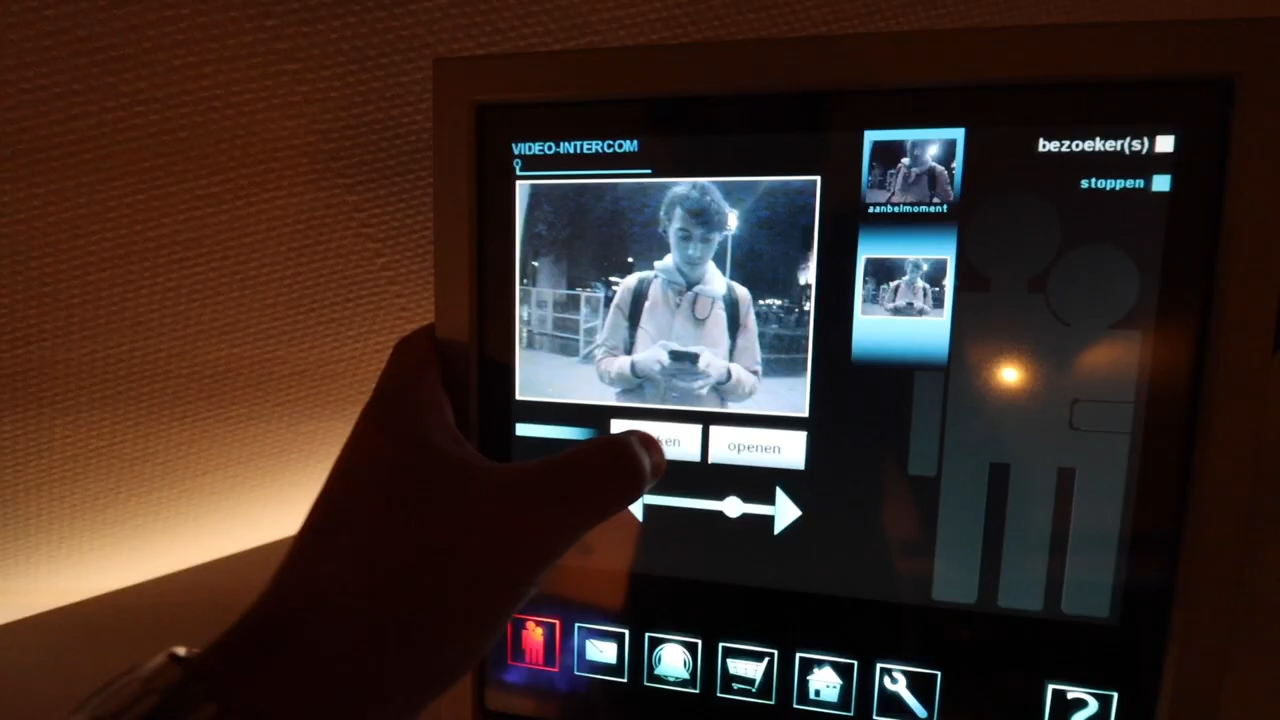 VIDEO-INTERCOM
aanbelmoment
bezoeker(s)
stoppen
openen
?